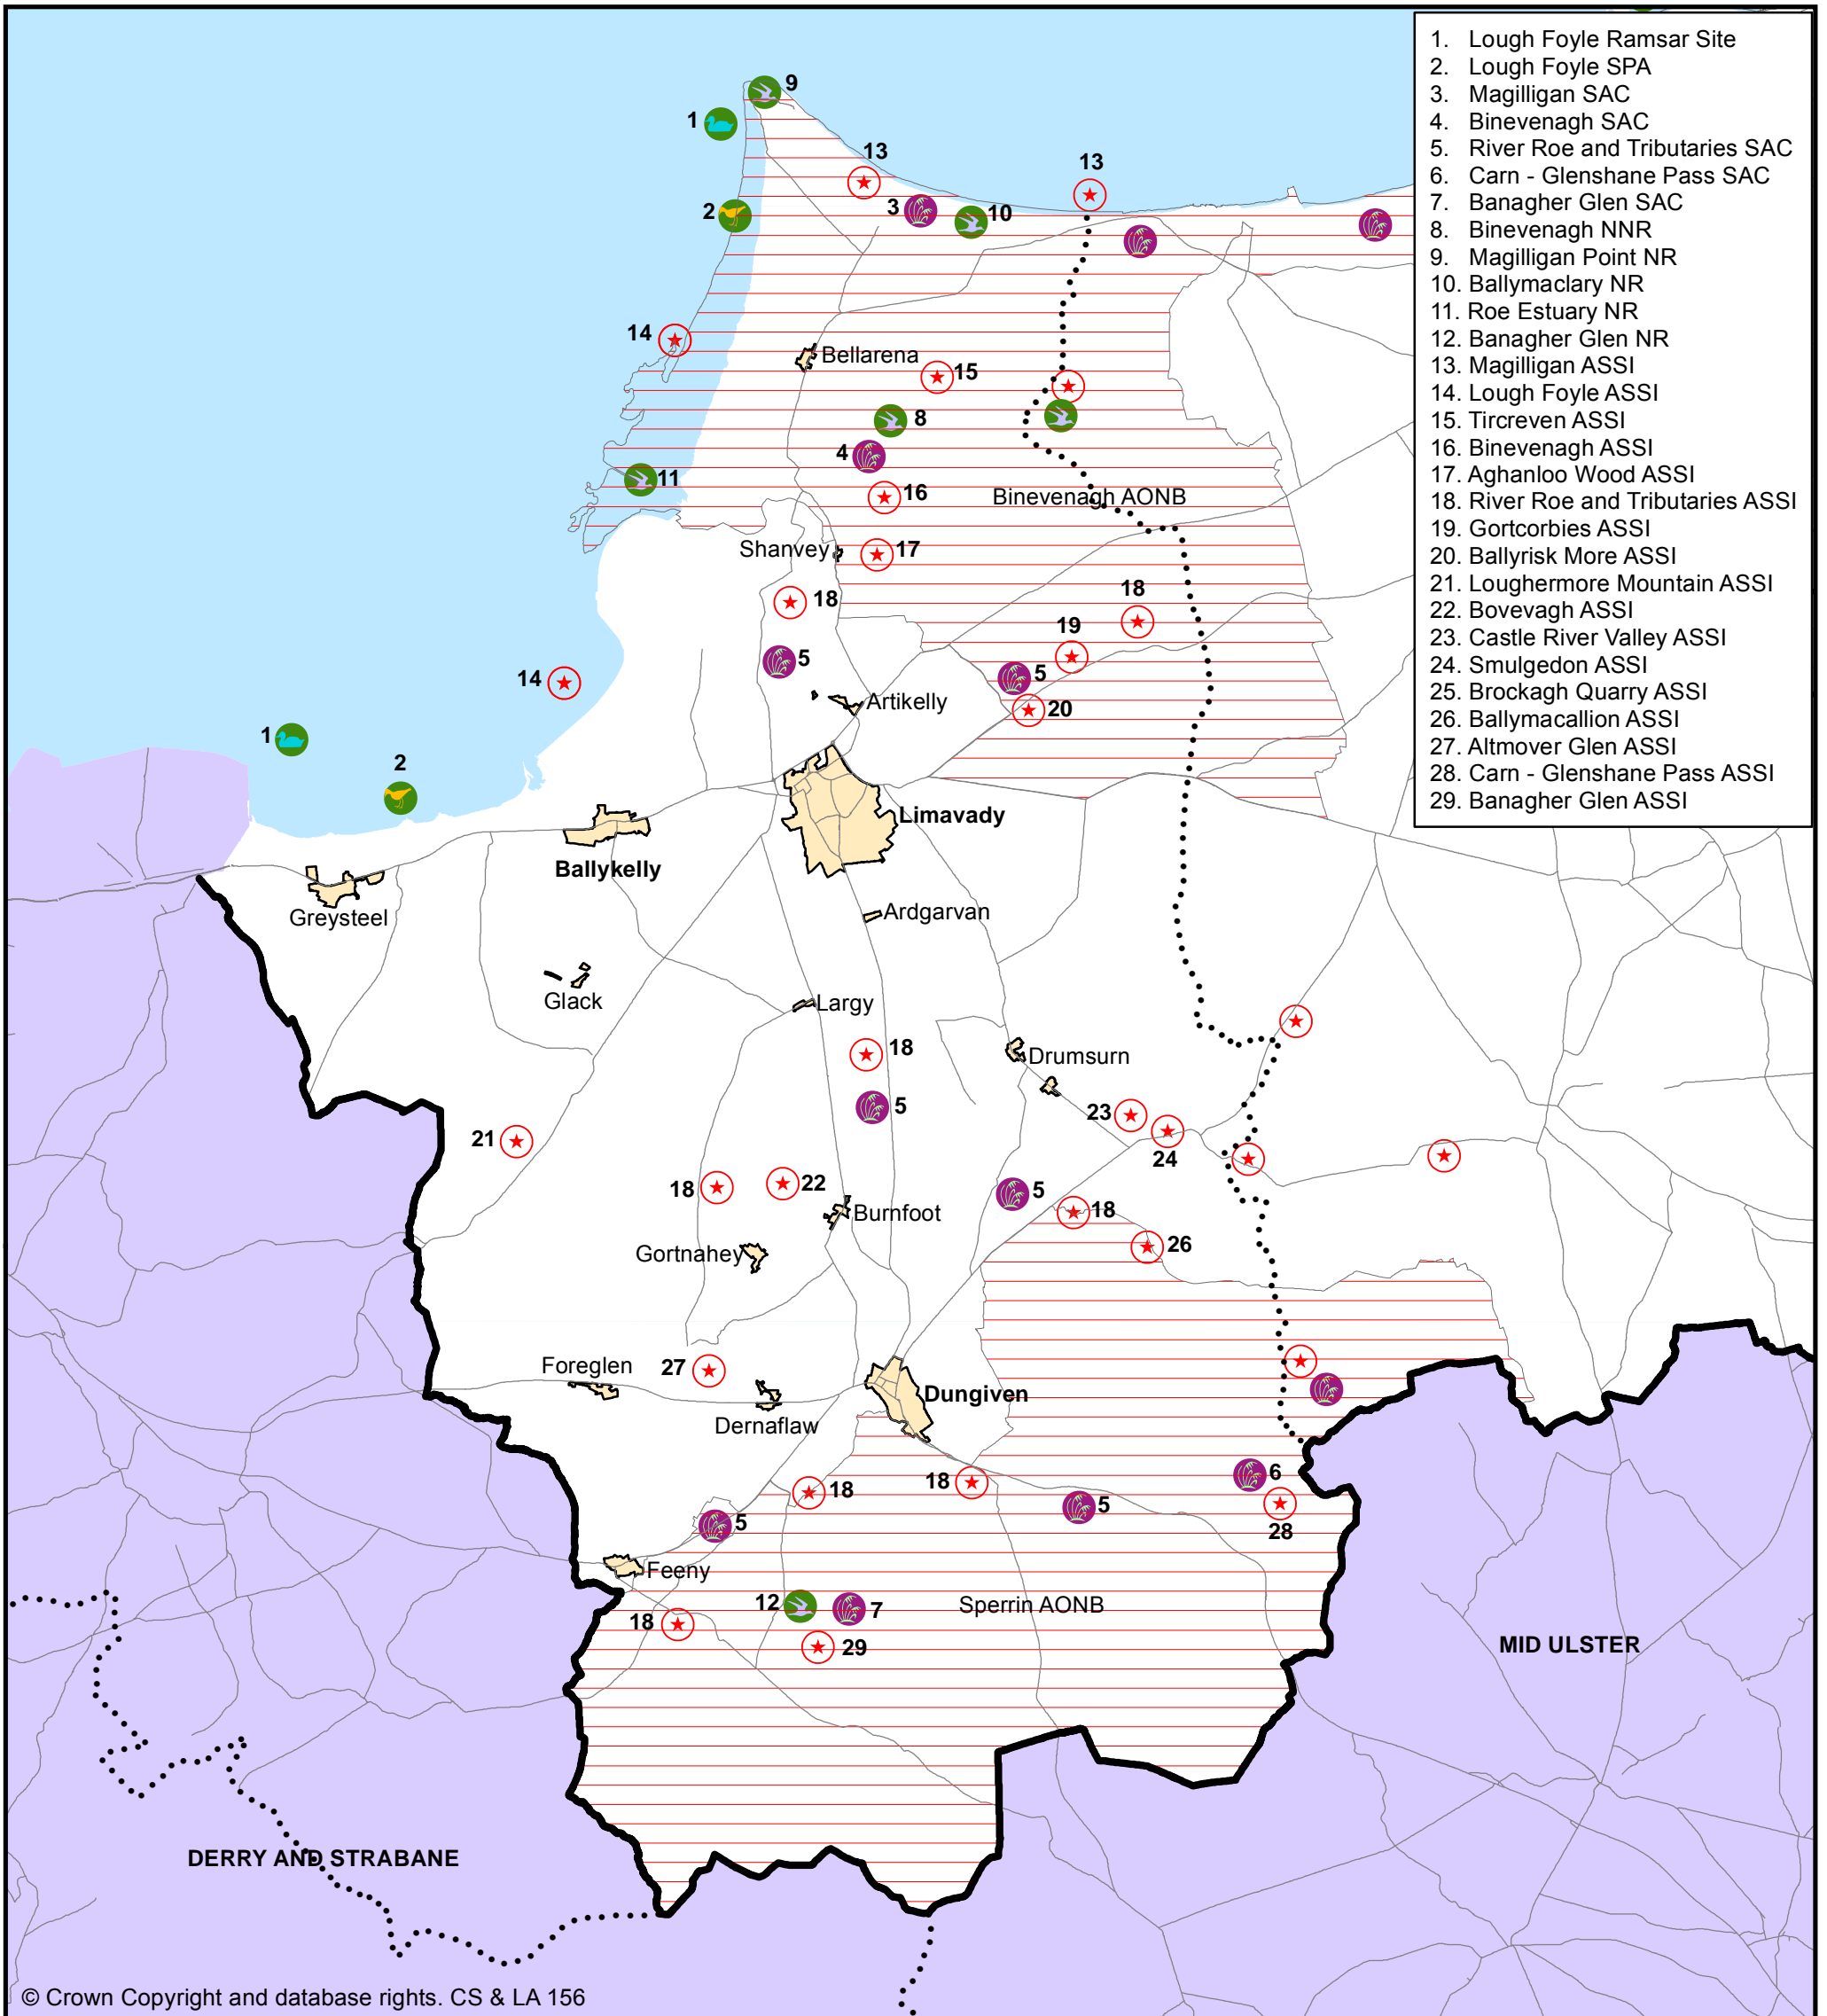 1. Lough Foyle Ramsar Site
2. Lough Foyle SPA
3. Magilligan SAC
4. Binevenagh SAC
5. River Roe and Tributaries SAC
6. Carn - Glenshane Pass SAC
7. Banagher Glen SAC
8. Binevenagh NNR
9. Magilligan Point NR
10. Ballymaclary NR
11. Roe Estuary NR
12. Banagher Glen NR
13. Magilligan ASSI
14. Lough Foyle ASSI
15. Tircreven ASSI
16. Binevenagh ASSI
17. Aghanloo Wood ASSI
18. River Roe and Tributaries ASSI
19. Gortcorbies ASSI
20. Ballyrisk More ASSI
21. Loughermore Mountain ASSI
22. Bovevagh ASSI
23. Castle River Valley ASSI
24. Smulgedon ASSI
25. Brockagh Quarry ASSI
26. Ballymacallion ASSI
27. Altmover Glen ASSI
28. Carn - Glenshane Pass ASSI
29. Banagher Glen ASSI
9
1
13
13
2
3
10
14
Bellarena
15
8
4
11
16
Binevenagh AONB
Shanvey
17
18
18
19
5
5
14
Artikelly
20
1
2
Limavady
Ballykelly
Greysteel
Ardgarvan
Glack
Largy
18
Drumsurn
5
23
21
24
18
22
5
18
Burnfoot
26
Gortnahey
Foreglen
27
Dungiven
Dernaflaw
6
18
18
5
28
5
Feeny
12
7
Sperrin AONB
18
29
MID ULSTER
DERRY AND STRABANE
© Crown Copyright and database rights. CS & LA 156